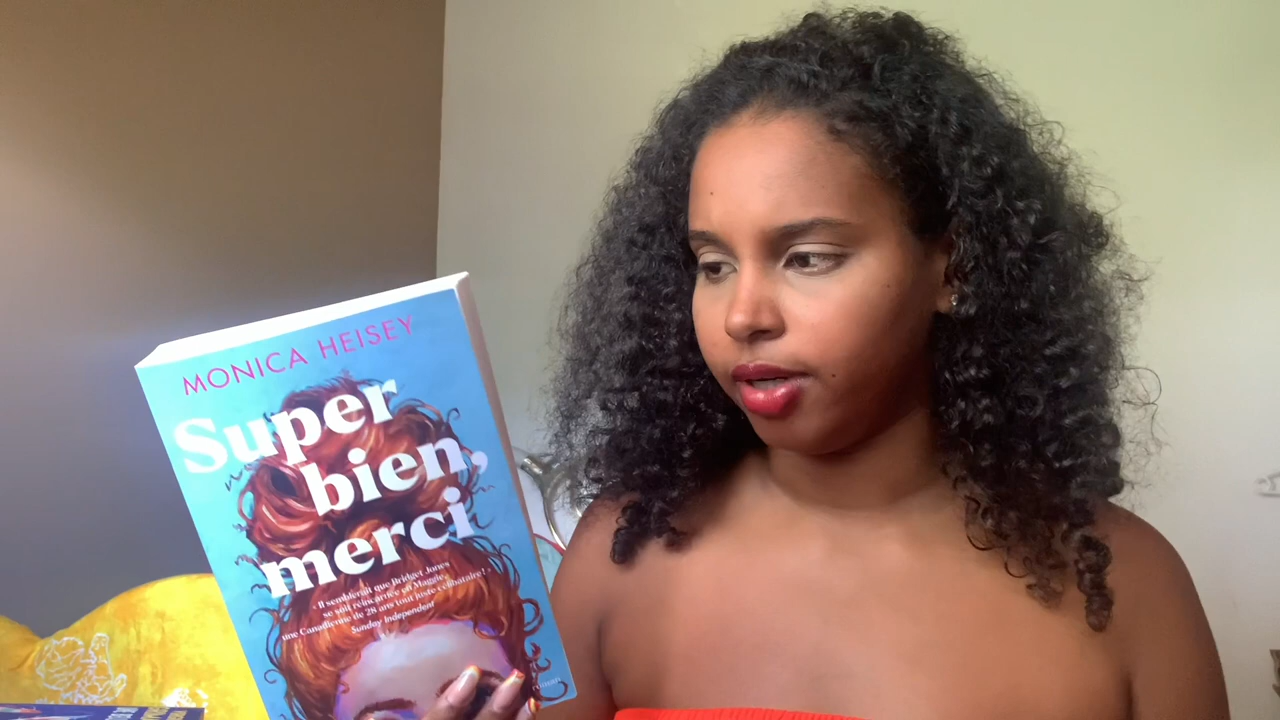 MONICA HEISEY
Super
bien,
merci
« Il semblerait que Bridget Jones
se soit réincarnée en Maggie,
une Canadienne de 28 ans tout juste célibataire ! »
Sunday Independent
roman